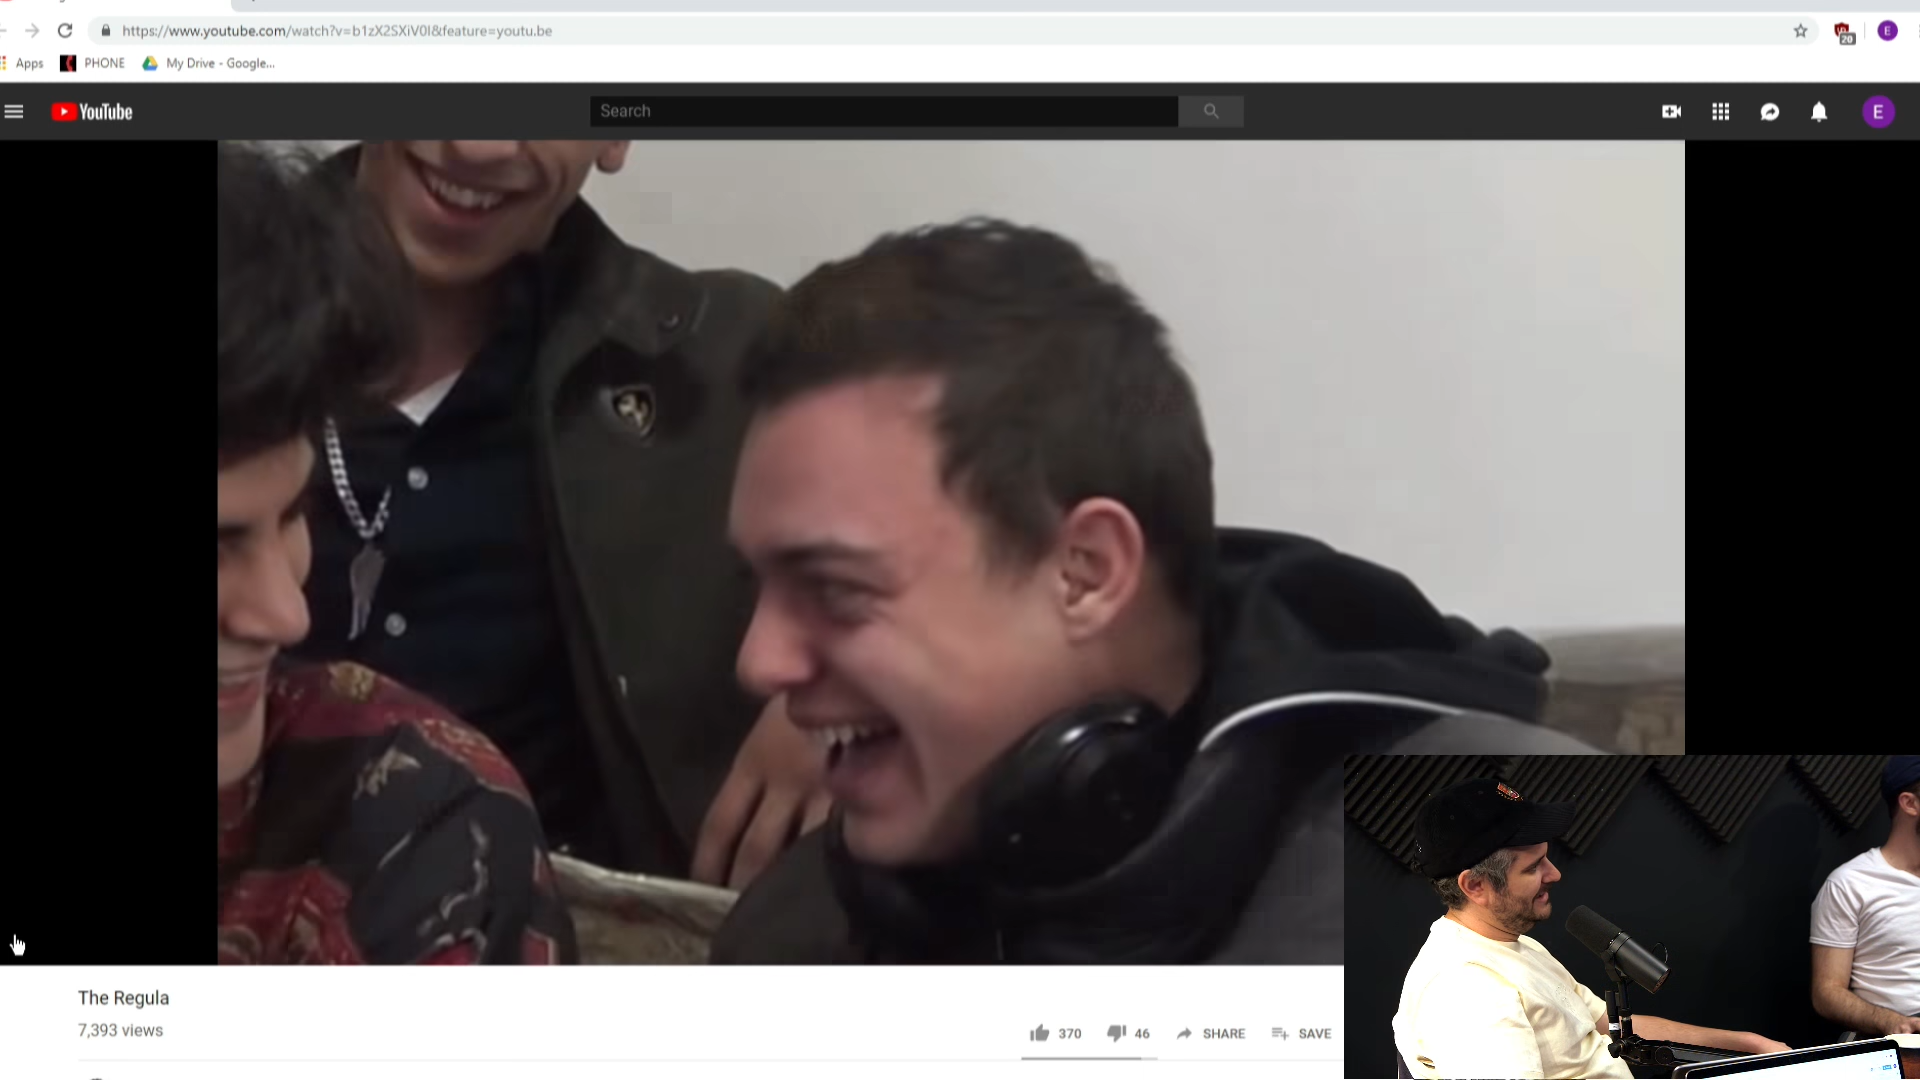 https://www.youtube.com/watch?v=b1zX2SXiV0I&feature=youtu.be
20
E
Apps
PHONE
My Drive - Google...
YouTube
Search
E
The Regula
7,393 views
370
46
SHARE
SAVE